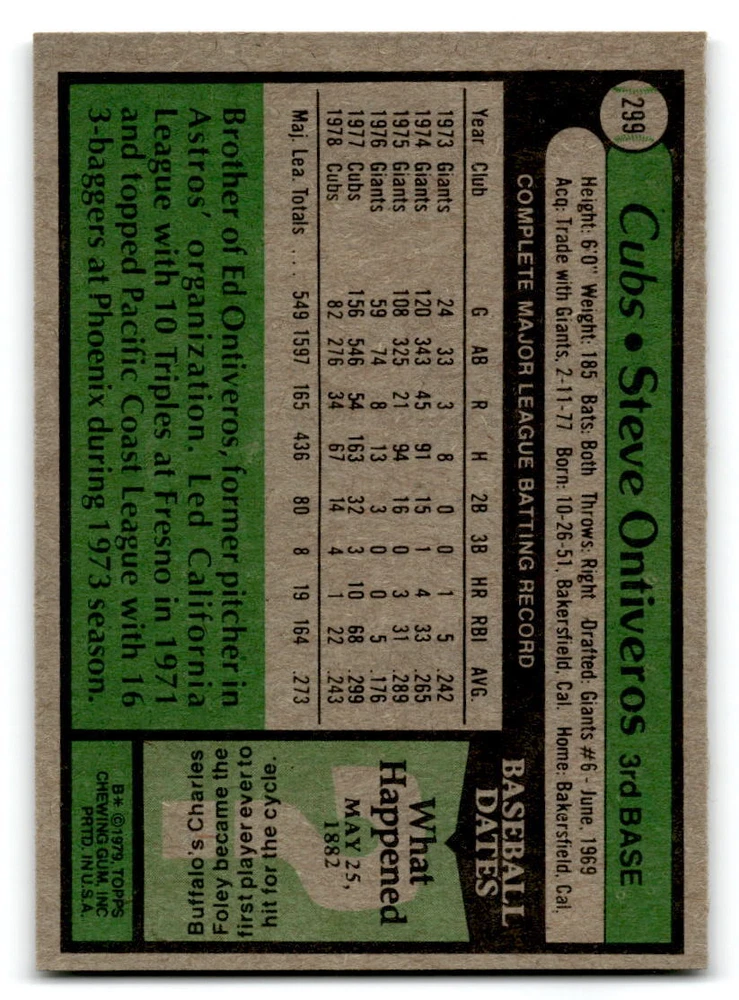 299
Cubs • Steve Ontiveros 3rd BASE
Height: 6'0" Weight: 185 Bats: Both Throws: Right Drafted: Giants #6 - June, 1969
Acq: Trade with Giants, 2-11-77 Born: 10-26-51, Bakersfield, Cal. Home: Bakersfield, Cal.
COMPLETE MAJOR LEAGUE BATTING RECORD
Year Club G AB R H 2B 3B HR RBI AVG.
1973 Giants 24 33 3 8 0 0 1 5 .242
1974 Giants 120 343 45 91 15 1 4 33 .265
1975 Giants 108 325 21 94 16 0 3 31 .289
1976 Giants 59 74 8 13 3 0 0 5 .176
1977 Cubs 156 546 54 163 32 3 10 68 .299
1978 Cubs 82 276 34 67 14 4 1 22 .243
Maj. Lea. Totals ... . 549 1597 165 436 80 8 19 164 .273
Brother of Ed Ontiveros, former pitcher in
Astros' organization. Led California
League with 10 Triples at Fresno in 1971
and topped Pacific Coast League with 16
3-baggers at Phoenix during 1973 season.
BASEBALL
DATES
What
Happened
MAY 25,
1882
?
Buffalo's Charles
Foley became the
first player ever to
hit for the cycle.
B* ©1979, TOPPS
CHEWING GUM, INC
PRTD. IN U.S.A.